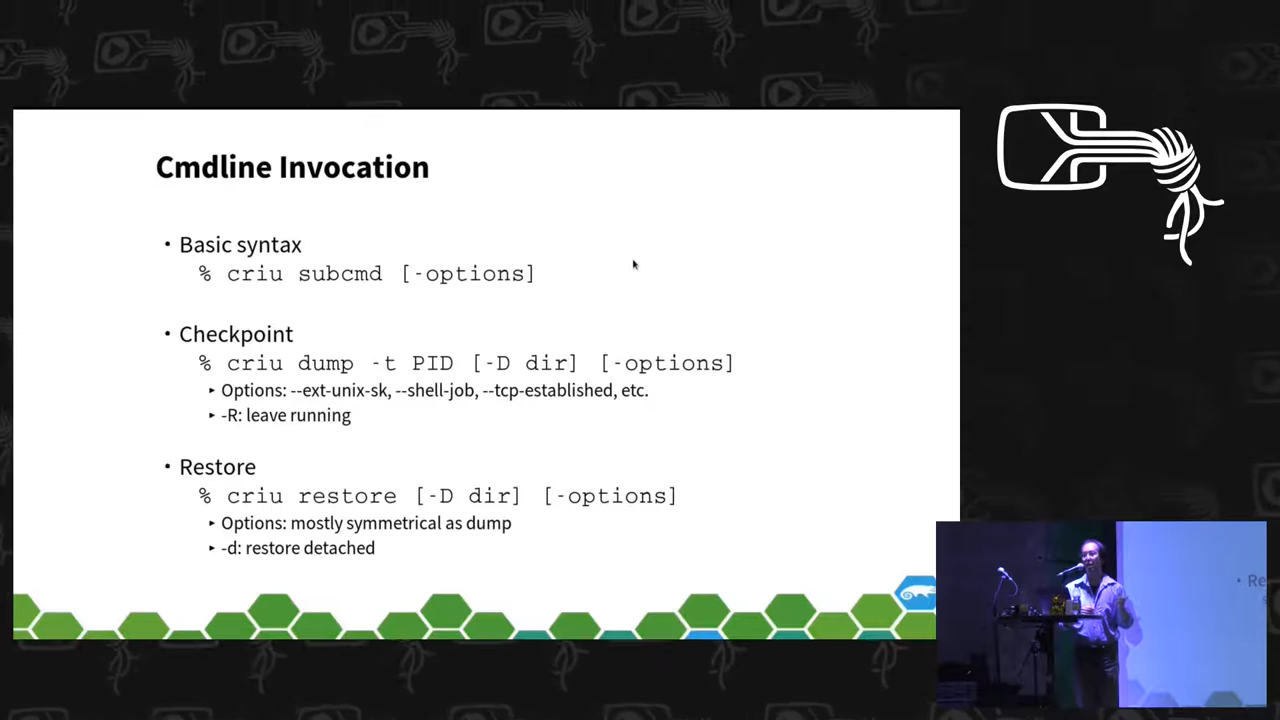 Cmdline Invocation
• Basic syntax
% criu subcmd [-options]
• Checkpoint
% criu dump -t PID [-D dir] [-options]
‣ Options: --ext-unix-sk, --shell-job, --tcp-established, etc.
‣ -R: leave running
• Restore
% criu restore [-D dir] [-options]
‣ Options: mostly symmetrical as dump
‣ -d: restore detached
• Re